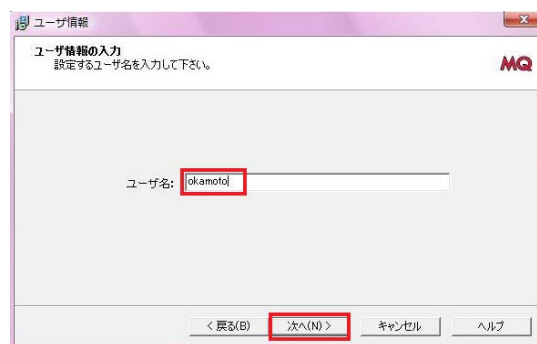 ユーザ情報
ユーザ情報の入力
設定するユーザ名を入力して下さい。
MQ
ユーザ名: okamoto
< 戻る(B) 次へ(N) > キャンセル ヘルプ